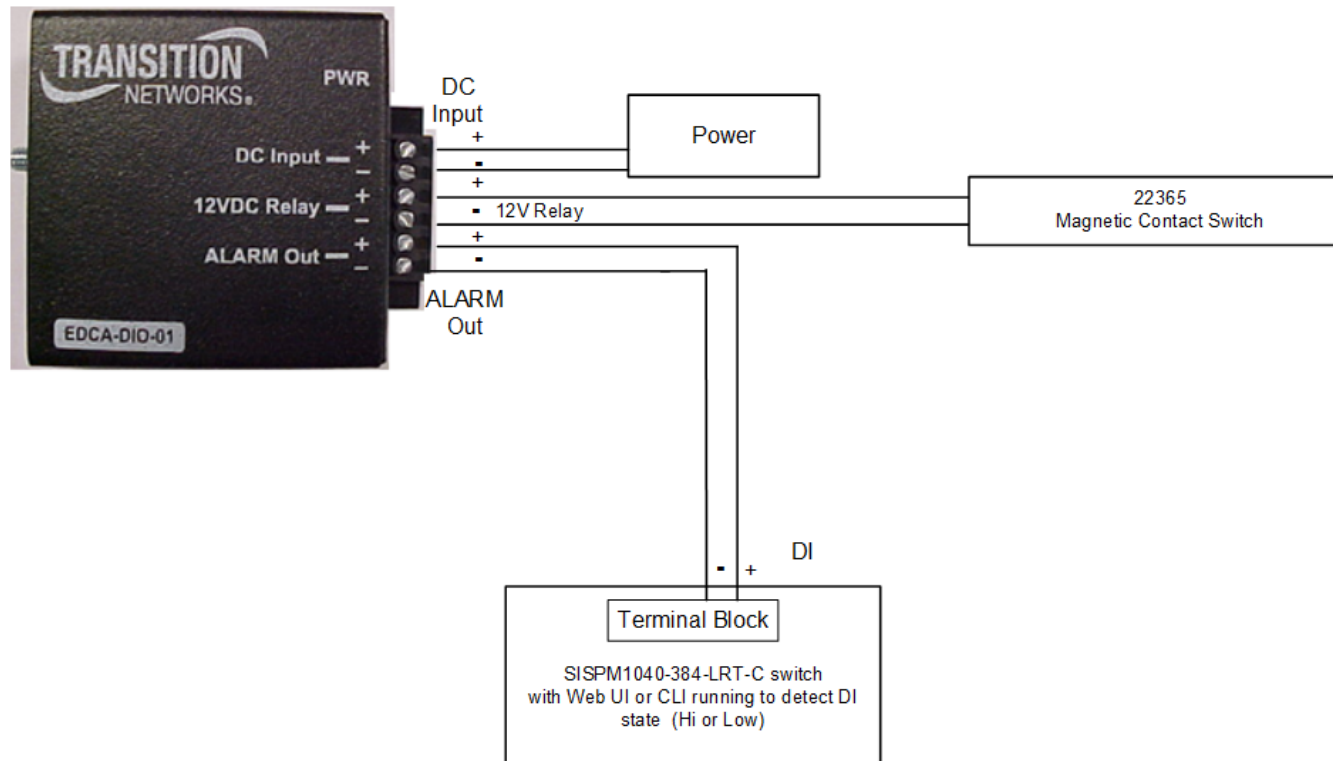 TRANSITION
NETWORKS®
PWR
DC Input
+
-
12VDC Relay
+
-
ALARM Out
+
-
EDCA-DIO-01
DC
Input
+
-
+
- 12V Relay
+
-
ALARM
Out
Power
22365
Magnetic Contact Switch
DI
- +
Terminal Block
SISPM1040-384-LRT-C switch
with Web UI or CLI running to detect DI
state (Hi or Low)